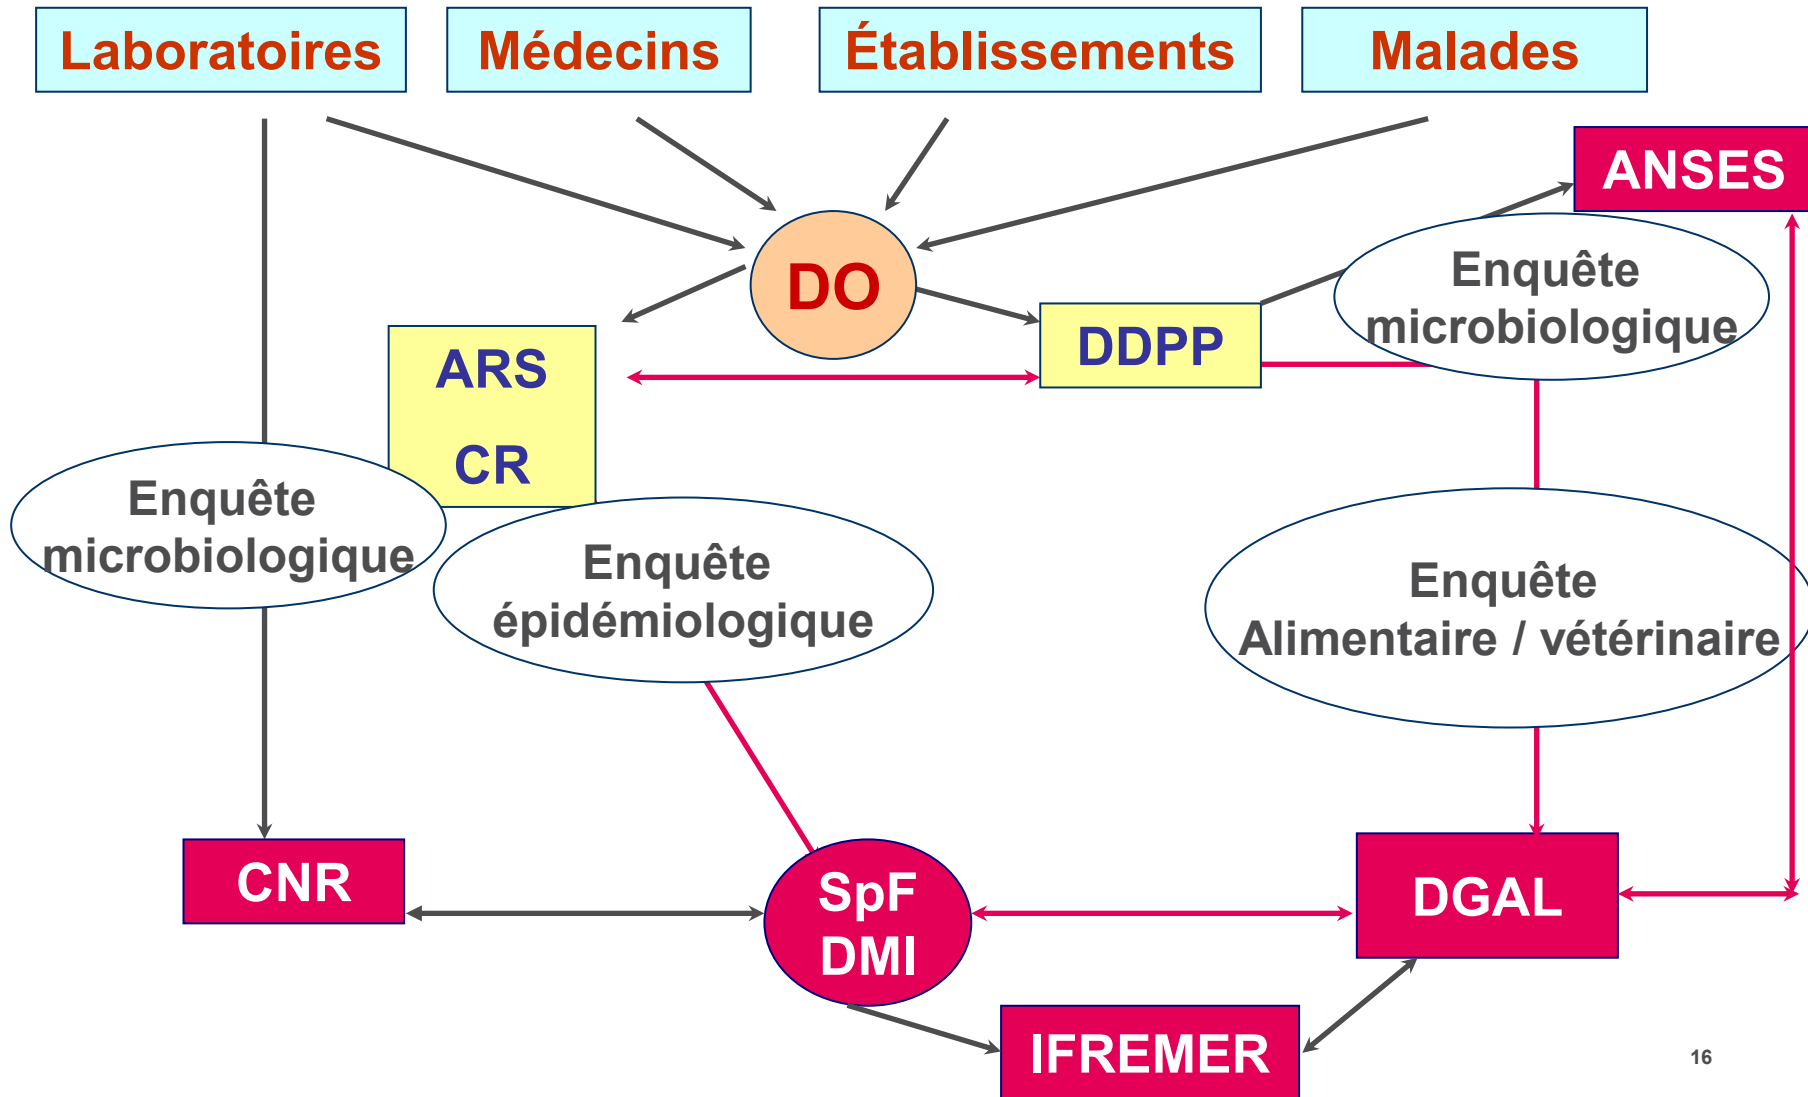 Laboratoires
Médecins
Établissements
Malades
ANSES
DO
Enquête
microbiologique
DDPP
ARS
CR
Enquête
microbiologique
Enquête
épidémiologique
Enquête
Alimentaire / vétérinaire
CNR
SpF
DMI
DGAL
IFREMER
16